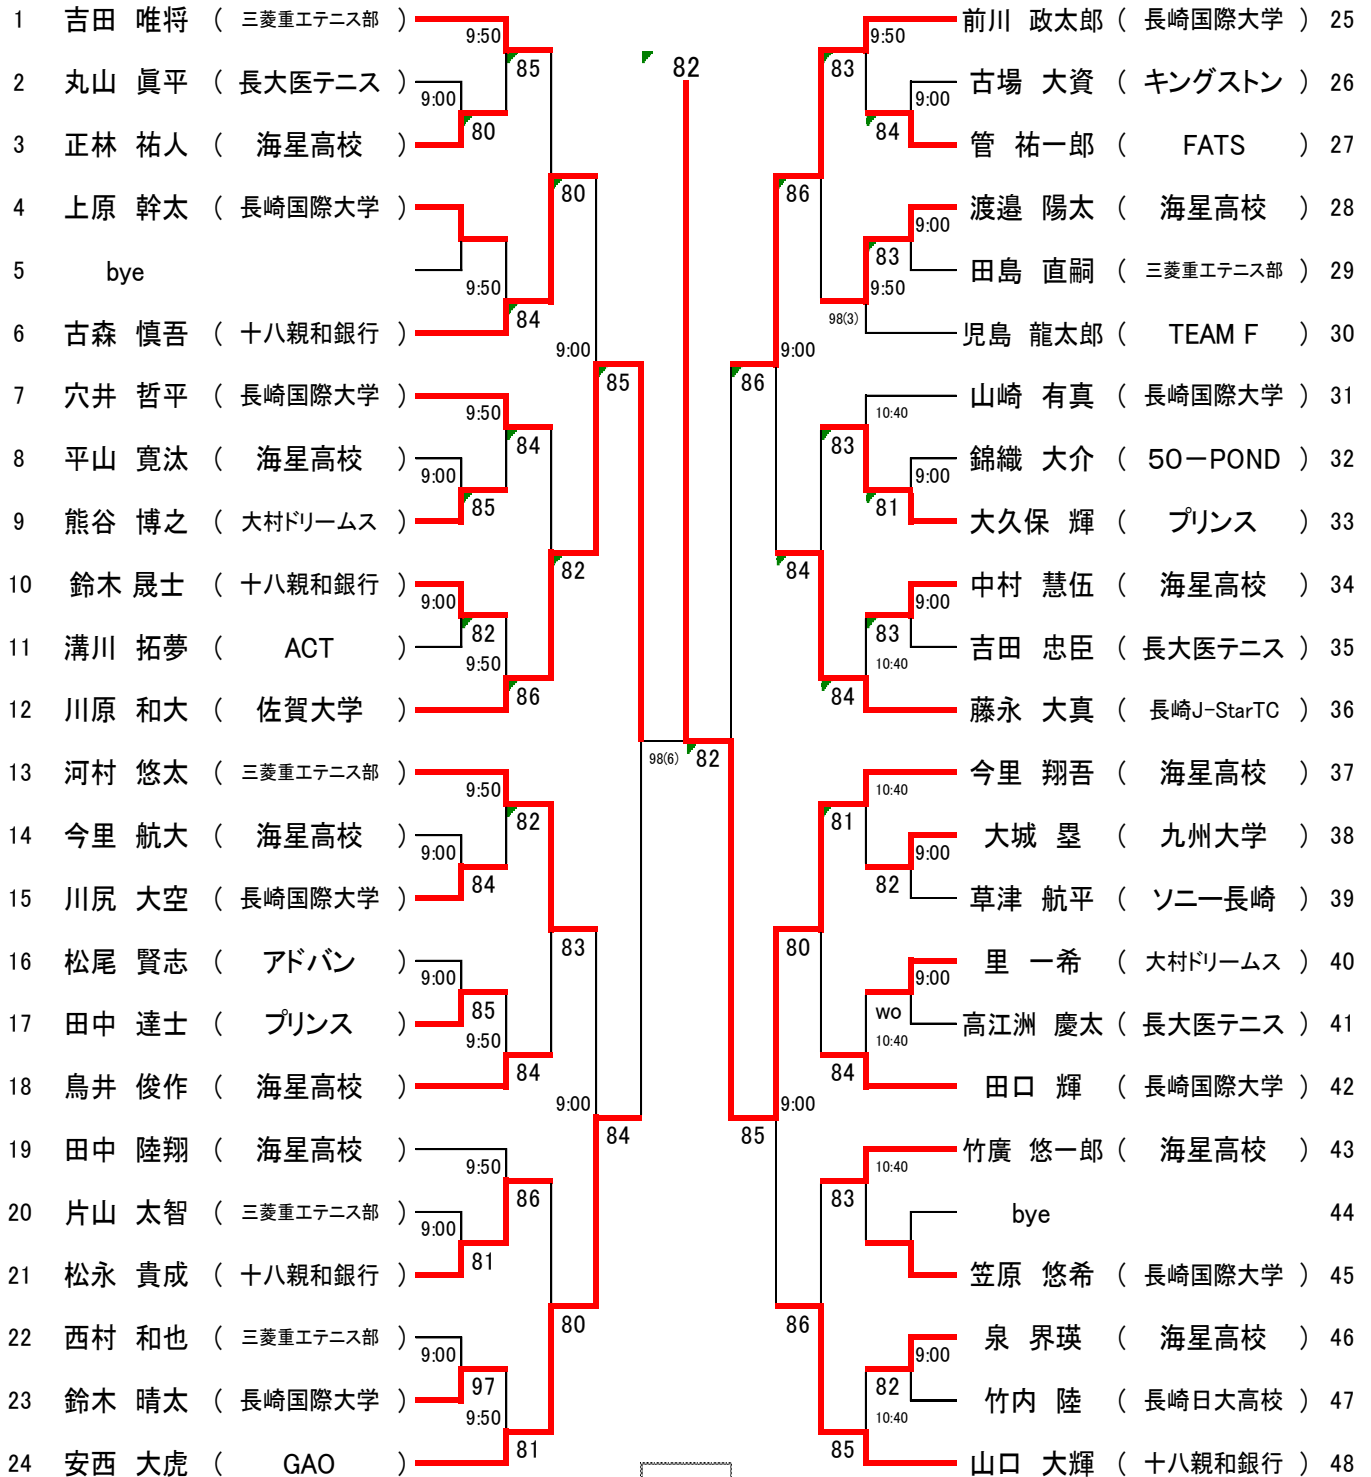 1 吉田 唯将 ( 三菱重工テニス部 )
9:50
85
2 丸山 眞平 ( 長大医テニス )
9:00
80
3 正林 祐人 ( 海星高校 )
80
4 上原 幹太 ( 長崎国際大学 )
5 bye
9:50
84
6 古森 慎吾 ( 十八親和銀行 )
9:00
85
7 穴井 哲平 ( 長崎国際大学 )
9:50
84
8 平山 寛汰 ( 海星高校 )
9:00
85
9 熊谷 博之 ( 大村ドリームス )
82
10 鈴木 晟士 ( 十八親和銀行 )
9:00
82
11 溝川 拓夢 ( ACT )
9:50
86
12 川原 和大 ( 佐賀大学 )
98(6)
13 河村 悠太 ( 三菱重工テニス部 )
9:50
82
14 今里 航大 ( 海星高校 )
9:00
84
15 川尻 大空 ( 長崎国際大学 )
83
16 松尾 賢志 ( アドバン )
9:00
85
17 田中 達士 ( プリンス )
9:50
84
18 鳥井 俊作 ( 海星高校 )
9:00
84
19 田中 陸翔 ( 海星高校 )
9:50
86
20 片山 太智 ( 三菱重工テニス部 )
9:00
81
21 松永 貴成 ( 十八親和銀行 )
80
22 西村 和也 ( 三菱重工テニス部 )
9:00
97
23 鈴木 晴太 ( 長崎国際大学 )
9:50
81
24 安西 大虎 ( GAO )
82
82
前川 政太郎 ( 長崎国際大学 ) 25
9:50
83
古場 大資 ( キングストン ) 26
9:00
84
管 祐一郎 ( FATS ) 27
86
渡邉 陽太 ( 海星高校 ) 28
9:00
83
田島 直嗣 ( 三菱重工テニス部 ) 29
9:50
98(3)
児島 龍太郎 ( TEAM F ) 30
9:00
86
山崎 有真 ( 長崎国際大学 ) 31
10:40
83
錦織 大介 ( 50－POND ) 32
9:00
81
大久保 輝 ( プリンス ) 33
84
中村 慧伍 ( 海星高校 ) 34
9:00
83
吉田 忠臣 ( 長大医テニス ) 35
10:40
84
藤永 大真 ( 長崎J-StarTC ) 36
今里 翔吾 ( 海星高校 ) 37
10:40
81
大城 塁 ( 九州大学 ) 38
9:00
82
草津 航平 ( ソニー長崎 ) 39
80
里 一希 ( 大村ドリームス ) 40
9:00
wo
高江洲 慶太 ( 長大医テニス ) 41
10:40
84
田口 輝 ( 長崎国際大学 ) 42
9:00
85
竹廣 悠一郎 ( 海星高校 ) 43
10:40
83
bye 44
笠原 悠希 ( 長崎国際大学 ) 45
86
泉 界瑛 ( 海星高校 ) 46
9:00
82
竹内 陸 ( 長崎日大高校 ) 47
10:40
85
山口 大輝 ( 十八親和銀行 ) 48